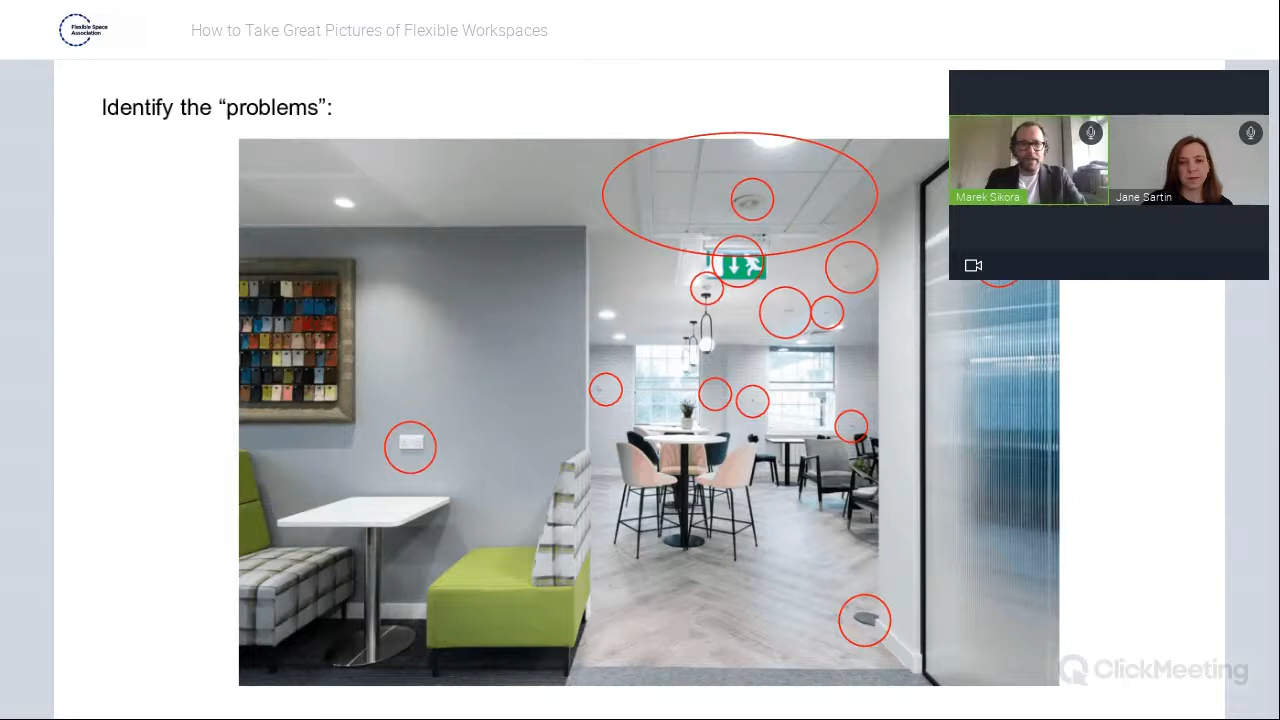 Flexible Space
Association
How to Take Great Pictures of Flexible Workspaces
Identify the “problems”:
Marek Sikora
Jane Sartin
ClickMeeting